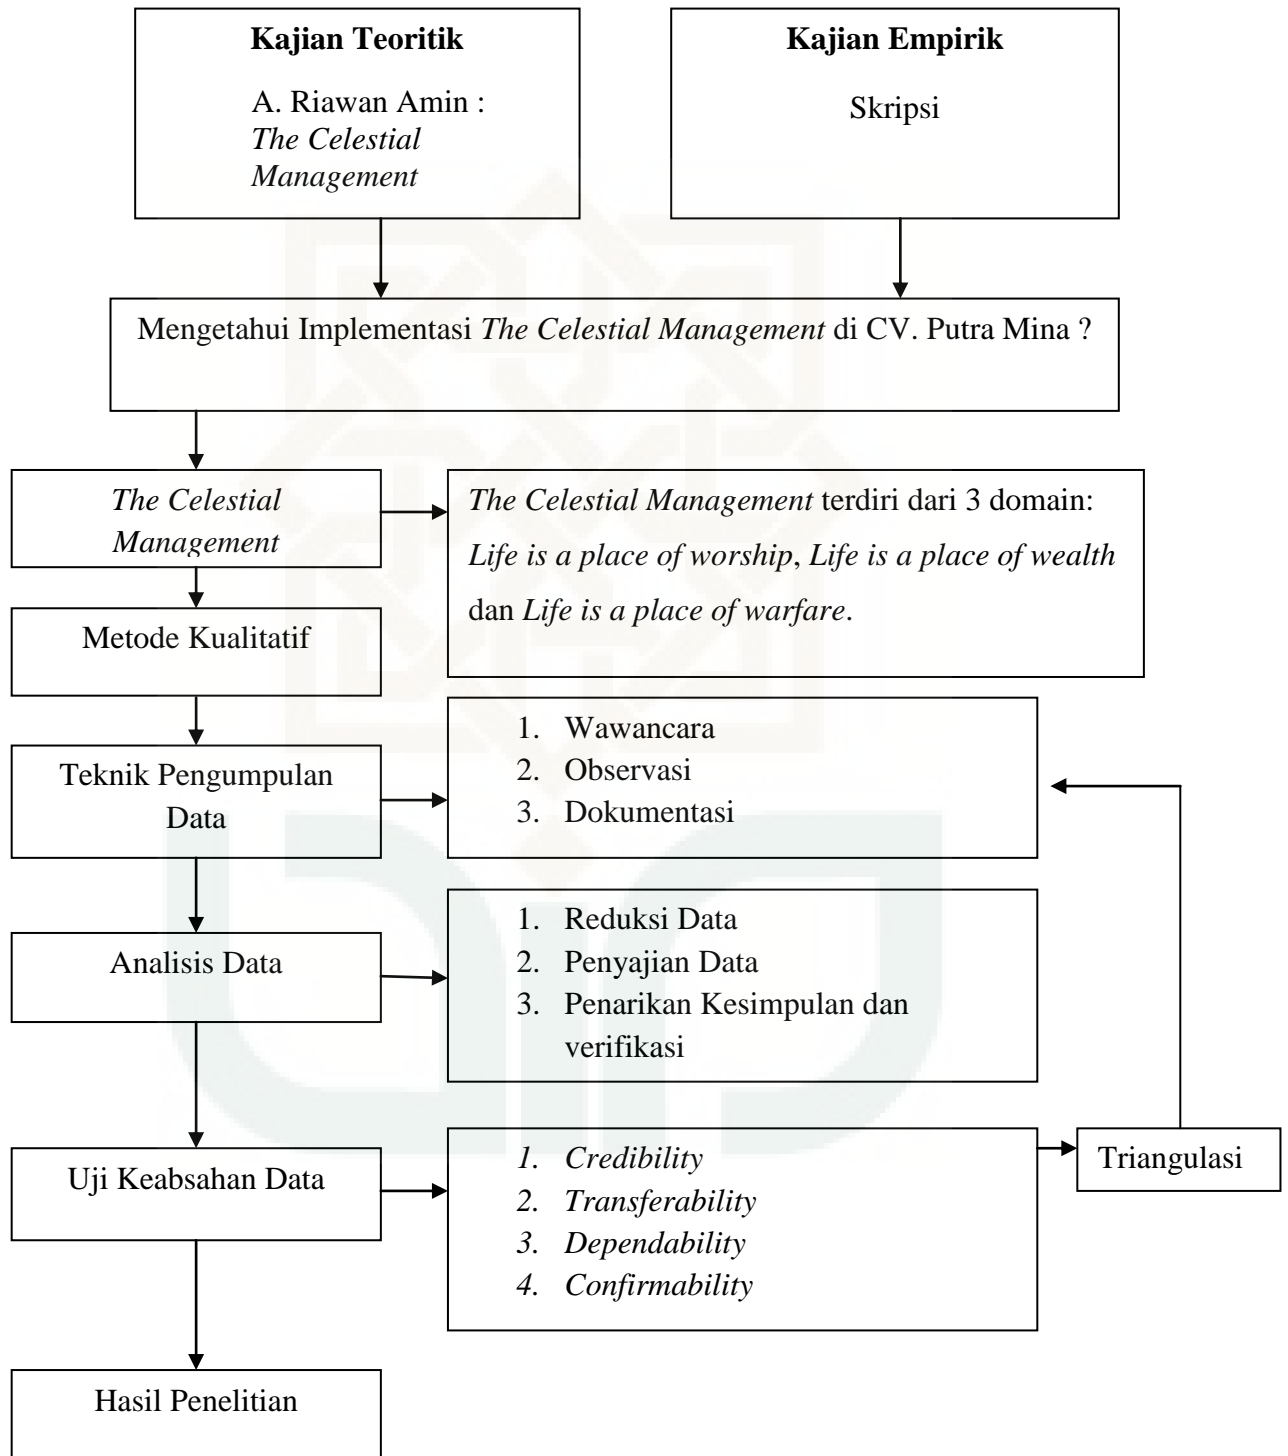 Kajian Teoritik
A. Riawan Amin :
The Celestial
Management
Kajian Empirik
Skripsi
Mengetahui Implementasi The Celestial Management di CV. Putra Mina ?
The Celestial
Management
The Celestial Management terdiri dari 3 domain:
Life is a place of worship, Life is a place of wealth
dan Life is a place of warfare.
Metode Kualitatif
Teknik Pengumpulan
Data
1. Wawancara
2. Observasi
3. Dokumentasi
Analisis Data
1. Reduksi Data
2. Penyajian Data
3. Penarikan Kesimpulan dan
verifikasi
Uji Keabsahan Data
1. Credibility
2. Transferability
3. Dependability
4. Confirmability
Triangulasi
Hasil Penelitian